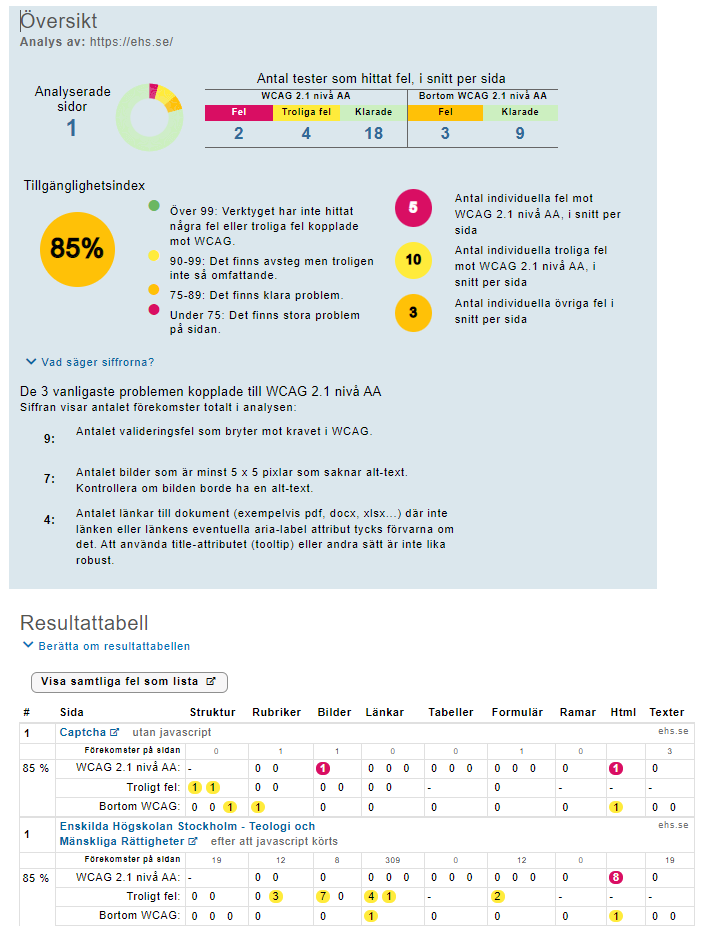 Översikt
Analys av: https://ehs.se/
Analyserade
sidor
1
Antal tester som hittat fel, i snitt per sida
WCAG 2.1 nivå AA Bortom WCAG 2.1 nivå AA
Fel Troliga fel Klarade Fel Klarade
2 4 18 3 9
Tillgänglighetsindex
85%
Över 99: Verktyget har inte hittat
några fel eller troliga fel kopplade
mot WCAG.
90-99: Det finns avsteg men troligen
inte så omfattande.
75-89: Det finns klara problem.
Under 75: Det finns stora problem
på sidan.
5 Antal individuella fel mot
WCAG 2.1 nivå AA, i snitt per
sida
10 Antal individuella troliga fel
mot WCAG 2.1 nivå AA, i
snitt per sida
3 Antal individuella övriga fel i
snitt per sida
Vad säger siffrorna?
De 3 vanligaste problemen kopplade till WCAG 2.1 nivå AA
Siffran visar antalet förekomster totalt i analysen:
9: Antalet valideringsfel som bryter mot kravet i WCAG.
7: Antalet bilder som är minst 5 x 5 pixlar som saknar alt-text.
Kontrollera om bilden borde ha en alt-text.
4: Antalet länkar till dokument (exempelvis pdf, docx, xlsx...) där inte
länken eller länkens eventuella aria-label attribut tycks förvarna om
det. Att använda title-attributet (tooltip) eller andra sätt är inte lika
robust.
Resultattabell
Berätta om resultattabellen
Visa samtliga fel som lista
# Sida Struktur Rubriker Bilder Länkar Tabeller Formulär Ramar Html Texter
1 Captcha utan javascript ehs.se
Förekomster på sidan 0 1 1 0 0 1 0 3
85 % WCAG 2.1 nivå AA: - 0 0 1 0 0 0 0 0 0 0 0 0 0 1 0
Troligt fel: 1 1 0 0 0 0 0 0 - 0 - - -
Bortom WCAG: 0 0 1 1 0 0 0 0 1 0 0
1 Enskilda Högskolan Stockholm - Teologi och
Mänskliga Rättigheter efter att javascript körts ehs.se
Förekomster på sidan 19 12 8 309 0 12 0 19
85 % WCAG 2.1 nivå AA: - 0 0 0 0 0 0 0 0 0 0 0 0 0 8 0
Troligt fel: 0 0 0 3 7 0 4 1 - 2 - - -
Bortom WCAG: 0 0 0 0 0 1 0 0 1 0 0